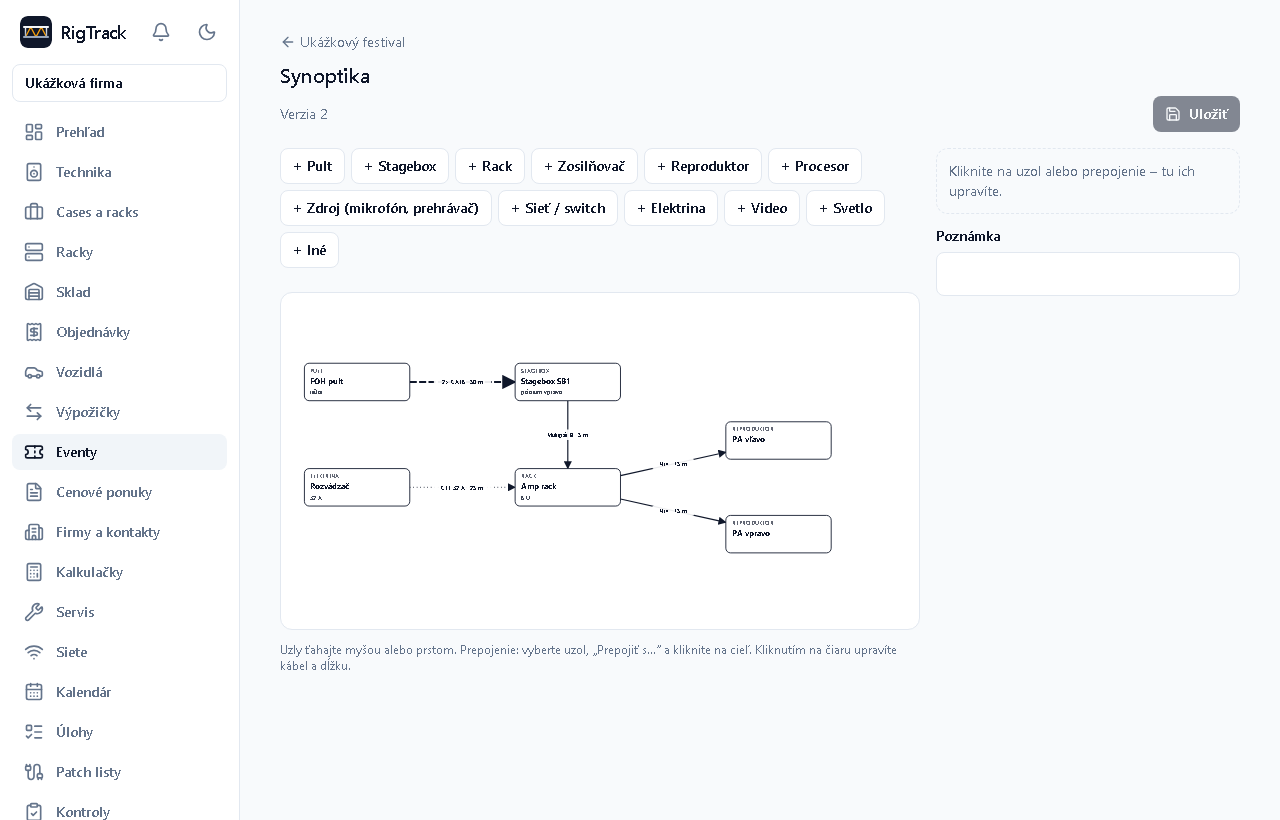 RigTrack
Ukážková firma
Prehľad
Technika
Cases a racks
Racky
Sklad
Objednávky
Vozidlá
Výpožičky
Eventy
Cenové ponuky
Firmy a kontakty
Kalkulačky
Servis
Siete
Kalendár
Úlohy
Patch listy
Kontroly
← Ukážkový festival
Synoptika
Verzia 2
Uložiť
+ Pult
+ Stagebox
+ Rack
+ Zosilňovač
+ Reproduktor
+ Procesor
+ Zdroj (mikrofón, prehrávač)
+ Sieť / switch
+ Elektrina
+ Video
+ Svetlo
+ Iné
Kliknite na uzol alebo prepojenie – tu ich
upravíte.
Poznámka
PULT
FOH pult
STAGEBOX
Stagebox SB1
pódium vpravo
ELEKTRINA
Rozvádzač
32 A
RACK
Amp rack
REPRODUKTOR
PA vľavo
REPRODUKTOR
PA vpravo
Uzly ťahajte myšou alebo prstom. Prepojenie: vyberte uzol, „Prepojiť s…“ a kliknite na cieľ. Kliknutím na čiaru upravíte
kábel a dĺžku.